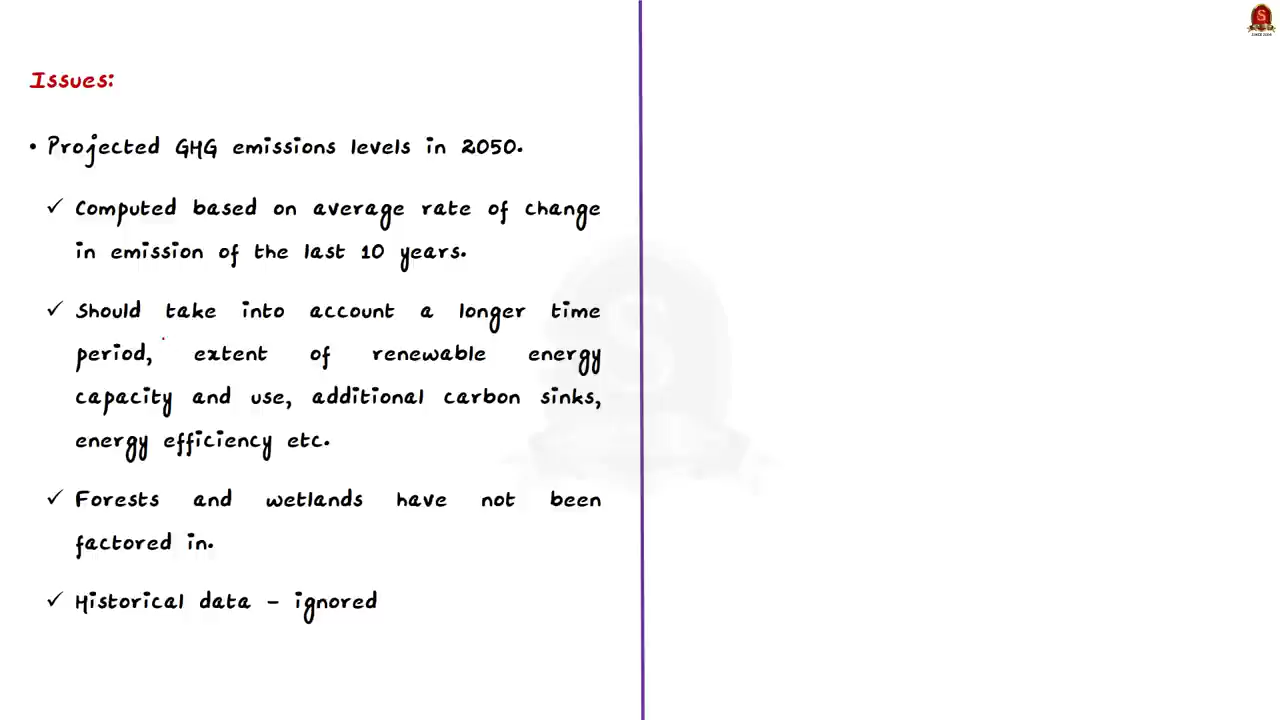 Issues:
• Projected GHG emissions levels in 2050.
✓ Computed based on average rate of change
in emission of the last 10 years.
✓ Should take into account a longer time
period, extent of renewable energy
capacity and use, additional carbon sinks,
energy efficiency etc.
✓ Forests and wetlands have not been
factored in.
✓ Historical data – ignored
S